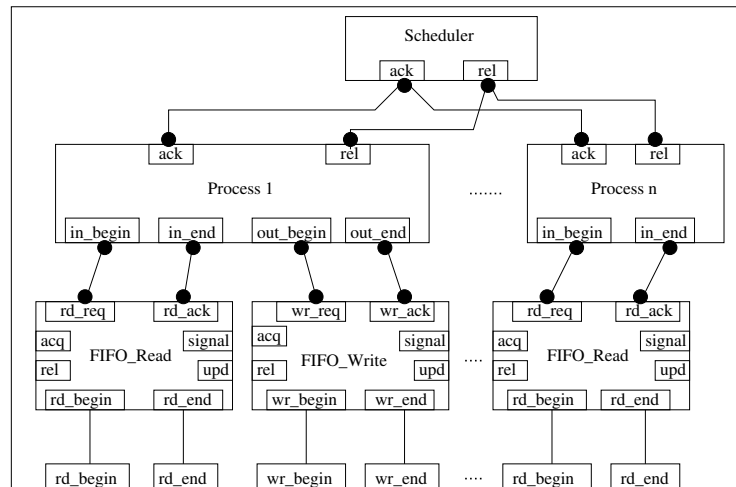 Scheduler
ack rel
ack rel ack rel
Process 1 ....... Process n
in_begin in_end out_begin out_end in_begin in_end
rd_req rd_ack wr_req wr_ack rd_req rd_ack
acq signal acq signal acq signal
FIFO_Read FIFO_Write .... FIFO_Read
rel upd rel upd rel upd
rd_begin rd_end wr_begin wr_end rd_begin rd_end
rd_begin rd_end wr_begin wr_end .... rd_begin rd_end